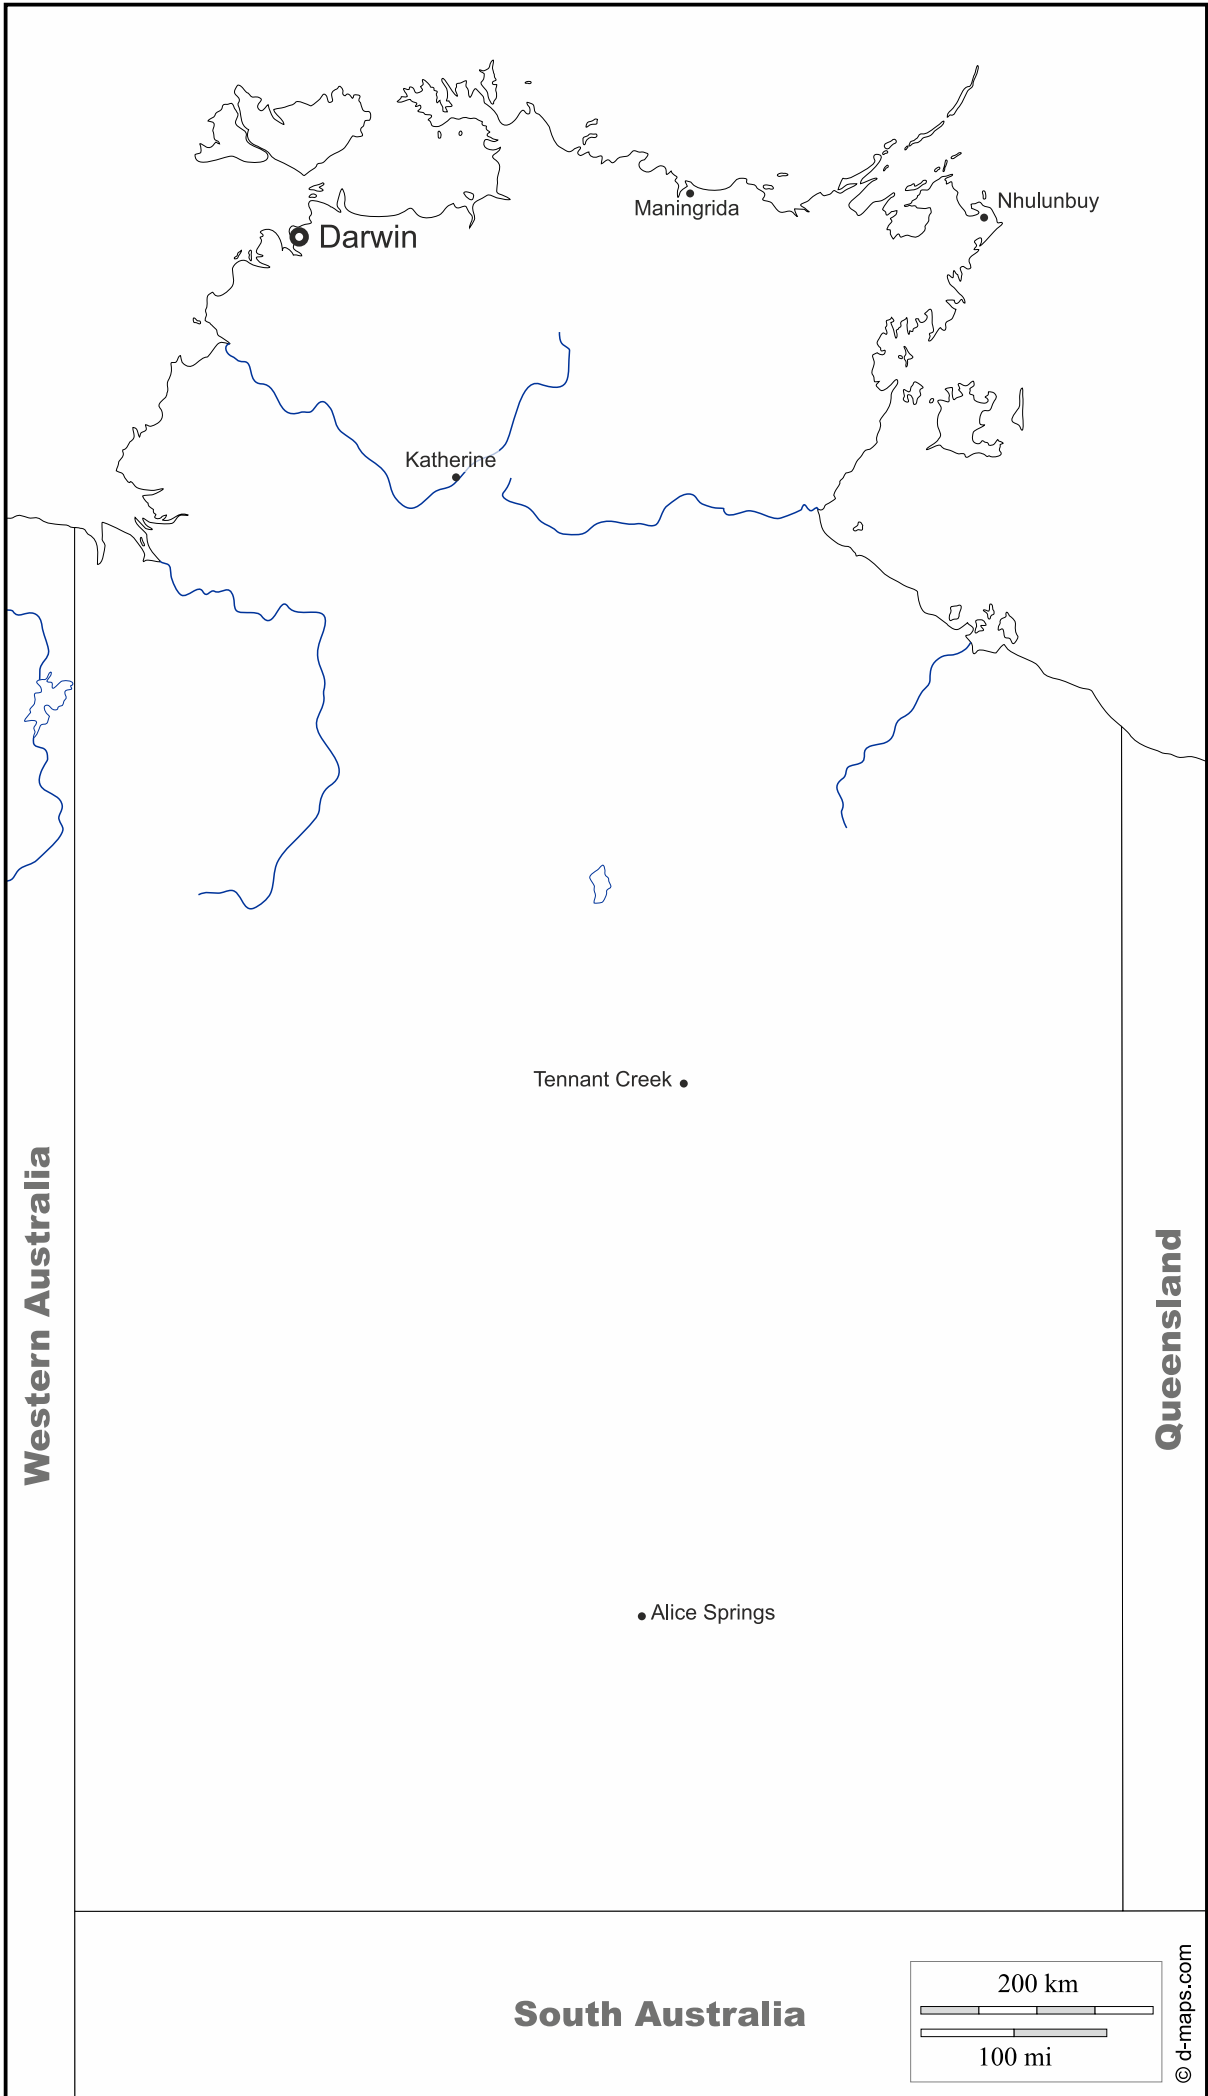 Maningrida
Nhulunbuy
Darwin
Katherine
Tennant Creek
Western Australia
Queensland
Alice Springs
South Australia
200 km
100 mi
© d-maps.com